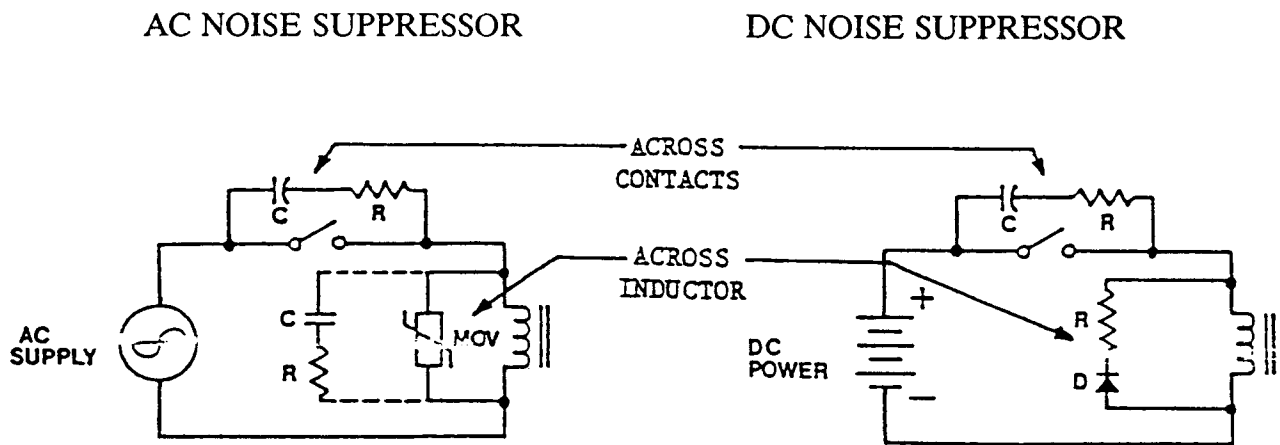 AC NOISE SUPPRESSOR
DC NOISE SUPPRESSOR
ACROSS
CONTACTS
C
R
C
R
ACROSS
INDUCTOR
AC
SUPPLY
C
R
MOV
DC
POWER
+
−
R
D